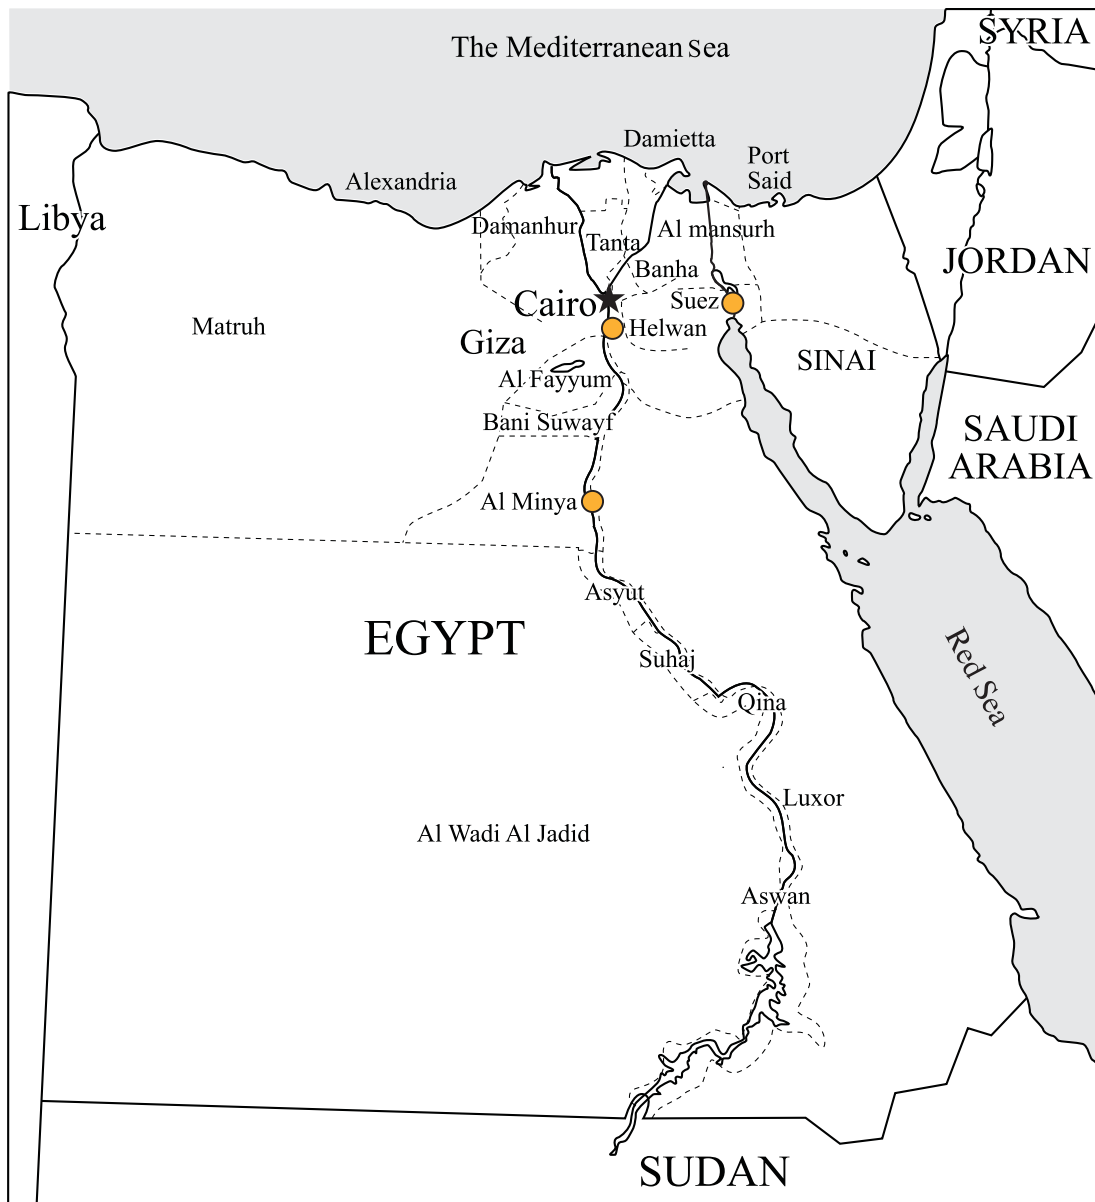 SYRIA
The Mediterranean Sea
Damietta
Port
Said
Alexandria
Libya
Damanhur
Tanta
Al mansurh
JORDAN
Banha
Cairo
Suez
Matruh
Helwan
Giza
SINAI
Al Fayyum
Bani Suwayf
SAUDI
ARABIA
Al Minya
Asyut
EGYPT
Suhaj
Red Sea
Qina
Luxor
Al Wadi Al Jadid
Aswan
SUDAN